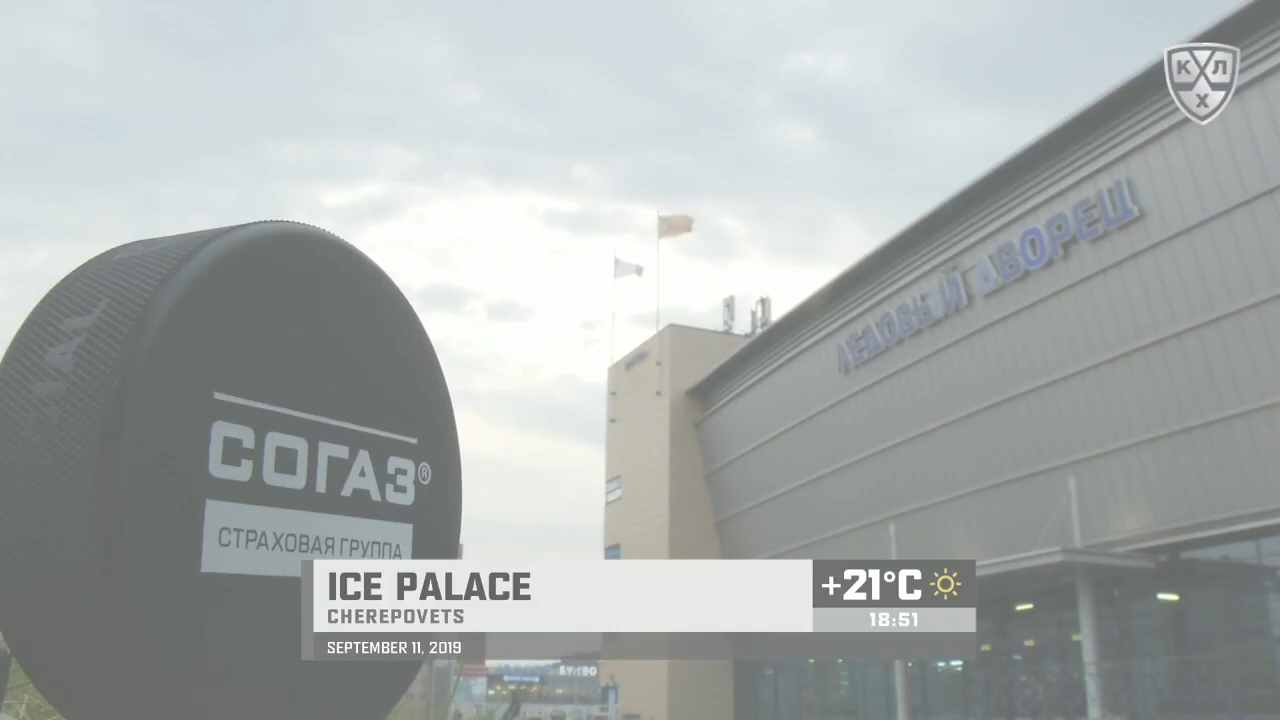 КХЛ
ЛЕДОВЫЙ ДВОРЕЦ
СОГАЗ®
СТРАХОВАЯ ГРУППА
ICE PALACE
CHEREPOVETS
+21°C
18:51
SEPTEMBER 11, 2019